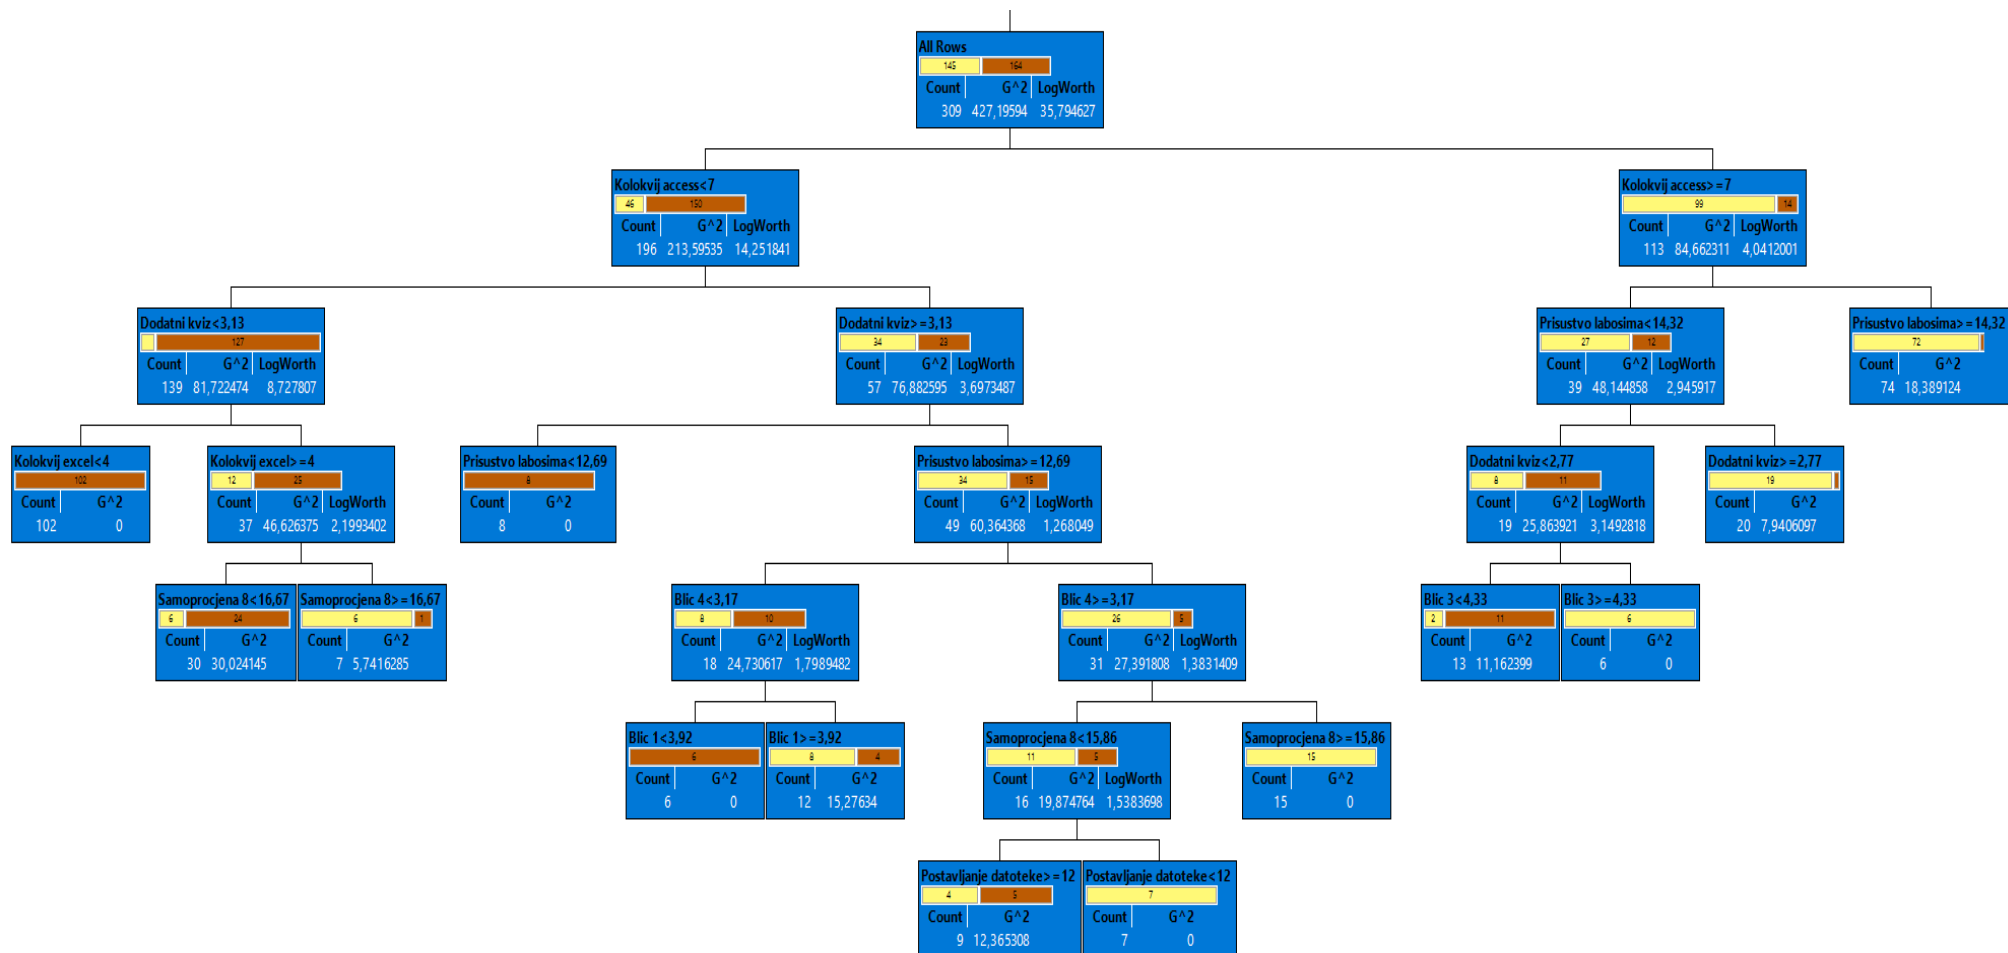 All Rows
145 164
Count G^2 LogWorth
309 427,19594 35,794627
Kolokvij access<7
46 150
Count G^2 LogWorth
196 213,59535 14,251841
Kolokvij access>=7
99 14
Count G^2 LogWorth
113 84,662311 4,0412001
Dodatni kviz<3,13
127
Count G^2 LogWorth
139 81,722474 8,727807
Dodatni kviz>=3,13
34 23
Count G^2 LogWorth
57 76,882595 3,6973487
Prisustvo labosima<14,32
27 12
Count G^2 LogWorth
39 48,144858 2,945917
Prisustvo labosima>=14,32
72
Count G^2
74 18,389124
Kolokvij excel<4
102
Count G^2
102 0
Kolokvij excel>=4
12 25
Count G^2 LogWorth
37 46,626375 2,1993402
Prisustvo labosima<12,69
8
Count G^2
8 0
Prisustvo labosima>=12,69
34 15
Count G^2 LogWorth
49 60,364368 1,268049
Dodatni kviz<2,77
8 11
Count G^2 LogWorth
19 25,863921 3,1492818
Dodatni kviz>=2,77
19
Count G^2
20 7,9406097
Samoprocjena 8<16,67
6 24
Count G^2
30 30,024145
Samoprocjena 8>=16,67
6 1
Count G^2
7 5,7416285
Blic 4<3,17
8 10
Count G^2 LogWorth
18 24,730617 1,7989482
Blic 4>=3,17
26 5
Count G^2 LogWorth
31 27,391808 1,3831409
Blic 3<4,33
2 11
Count G^2
13 11,162399
Blic 3>=4,33
6
Count G^2
6 0
Blic 1<3,92
6
Count G^2
6 0
Blic 1>=3,92
8 4
Count G^2
12 15,27634
Samoprocjena 8<15,86
11 5
Count G^2 LogWorth
16 19,874764 1,5383698
Samoprocjena 8>=15,86
15
Count G^2
15 0
Postavljanje datoteke>=12
4 5
Count G^2
9 12,365308
Postavljanje datoteke<12
7
Count G^2
7 0